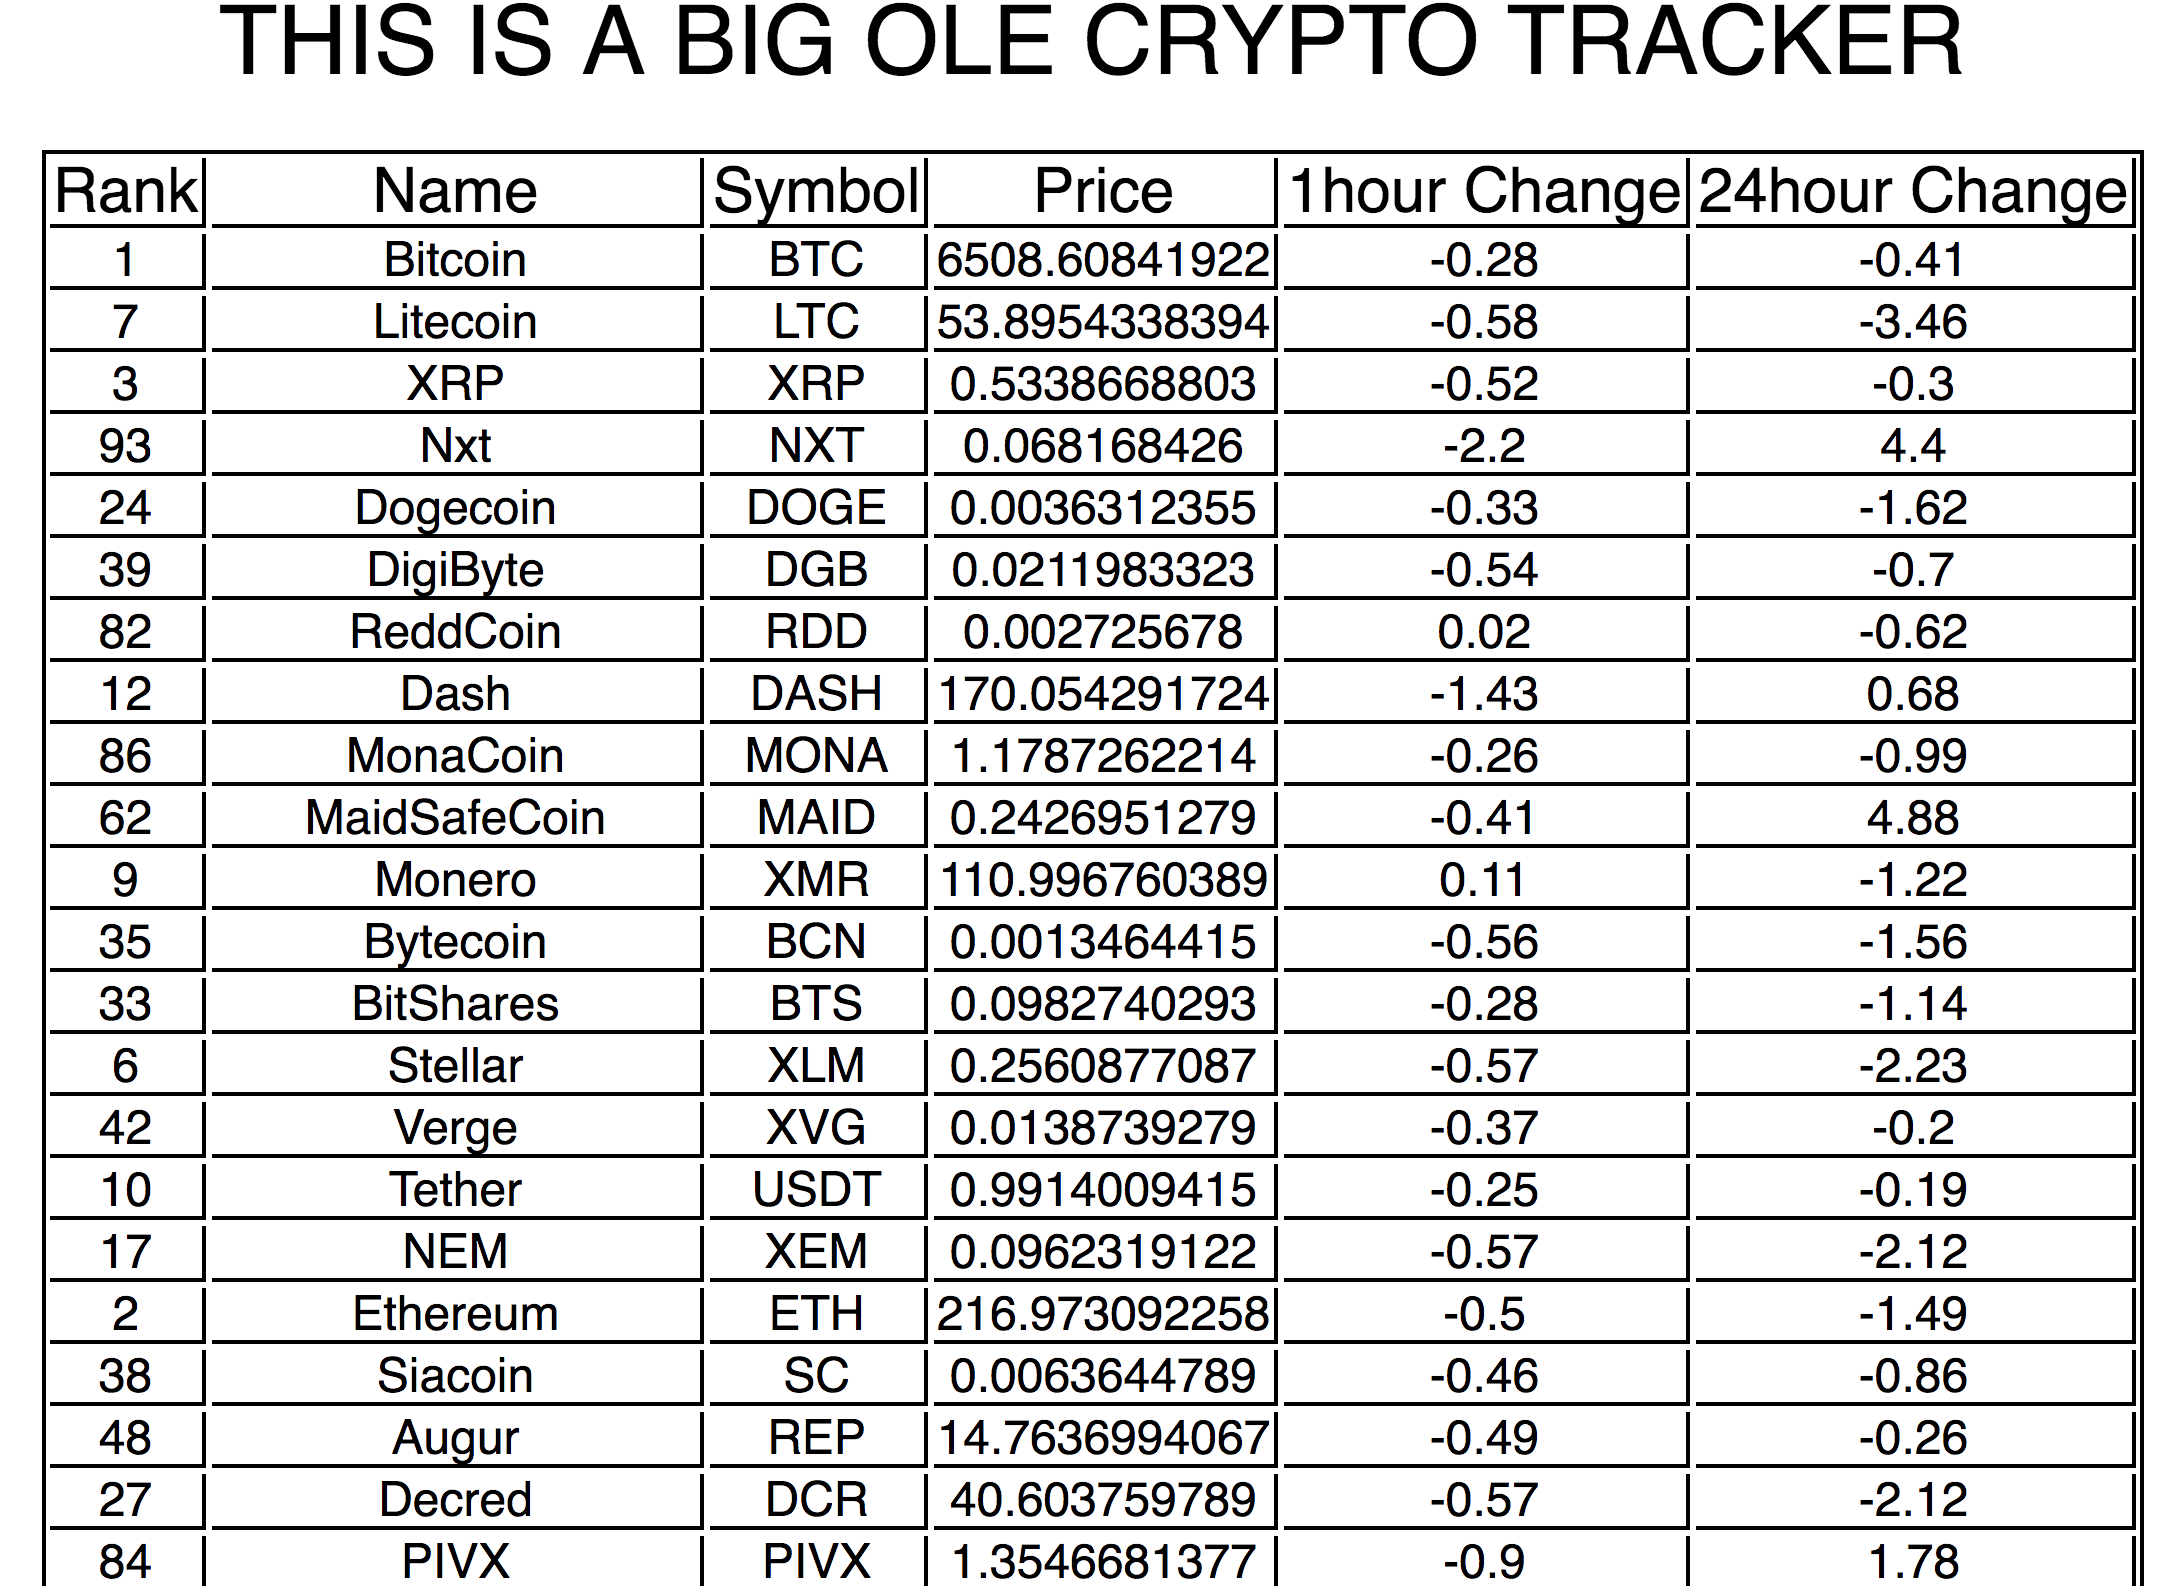 THIS IS A BIG OLE CRYPTO TRACKER
Rank Name Symbol Price 1hour Change 24hour Change
1 Bitcoin BTC 6508.60841922 -0.28 -0.41
7 Litecoin LTC 53.8954338394 -0.58 -3.46
3 XRP XRP 0.5338668803 -0.52 -0.3
93 Nxt NXT 0.068168426 -2.2 4.4
24 Dogecoin DOGE 0.0036312355 -0.33 -1.62
39 DigiByte DGB 0.0211983323 -0.54 -0.7
82 ReddCoin RDD 0.002725678 0.02 -0.62
12 Dash DASH 170.054291724 -1.43 0.68
86 MonaCoin MONA 1.1787262214 -0.26 -0.99
62 MaidSafeCoin MAID 0.2426951279 -0.41 4.88
9 Monero XMR 110.996760389 0.11 -1.22
35 Bytecoin BCN 0.0013464415 -0.56 -1.56
33 BitShares BTS 0.0982740293 -0.28 -1.14
6 Stellar XLM 0.2560877087 -0.57 -2.23
42 Verge XVG 0.0138739279 -0.37 -0.2
10 Tether USDT 0.9914009415 -0.25 -0.19
17 NEM XEM 0.0962319122 -0.57 -2.12
2 Ethereum ETH 216.973092258 -0.5 -1.49
38 Siacoin SC 0.0063644789 -0.46 -0.86
48 Augur REP 14.7636994067 -0.49 -0.26
27 Decred DCR 40.603759789 -0.57 -2.12
84 PIVX PIVX 1.3546681377 -0.9 1.78